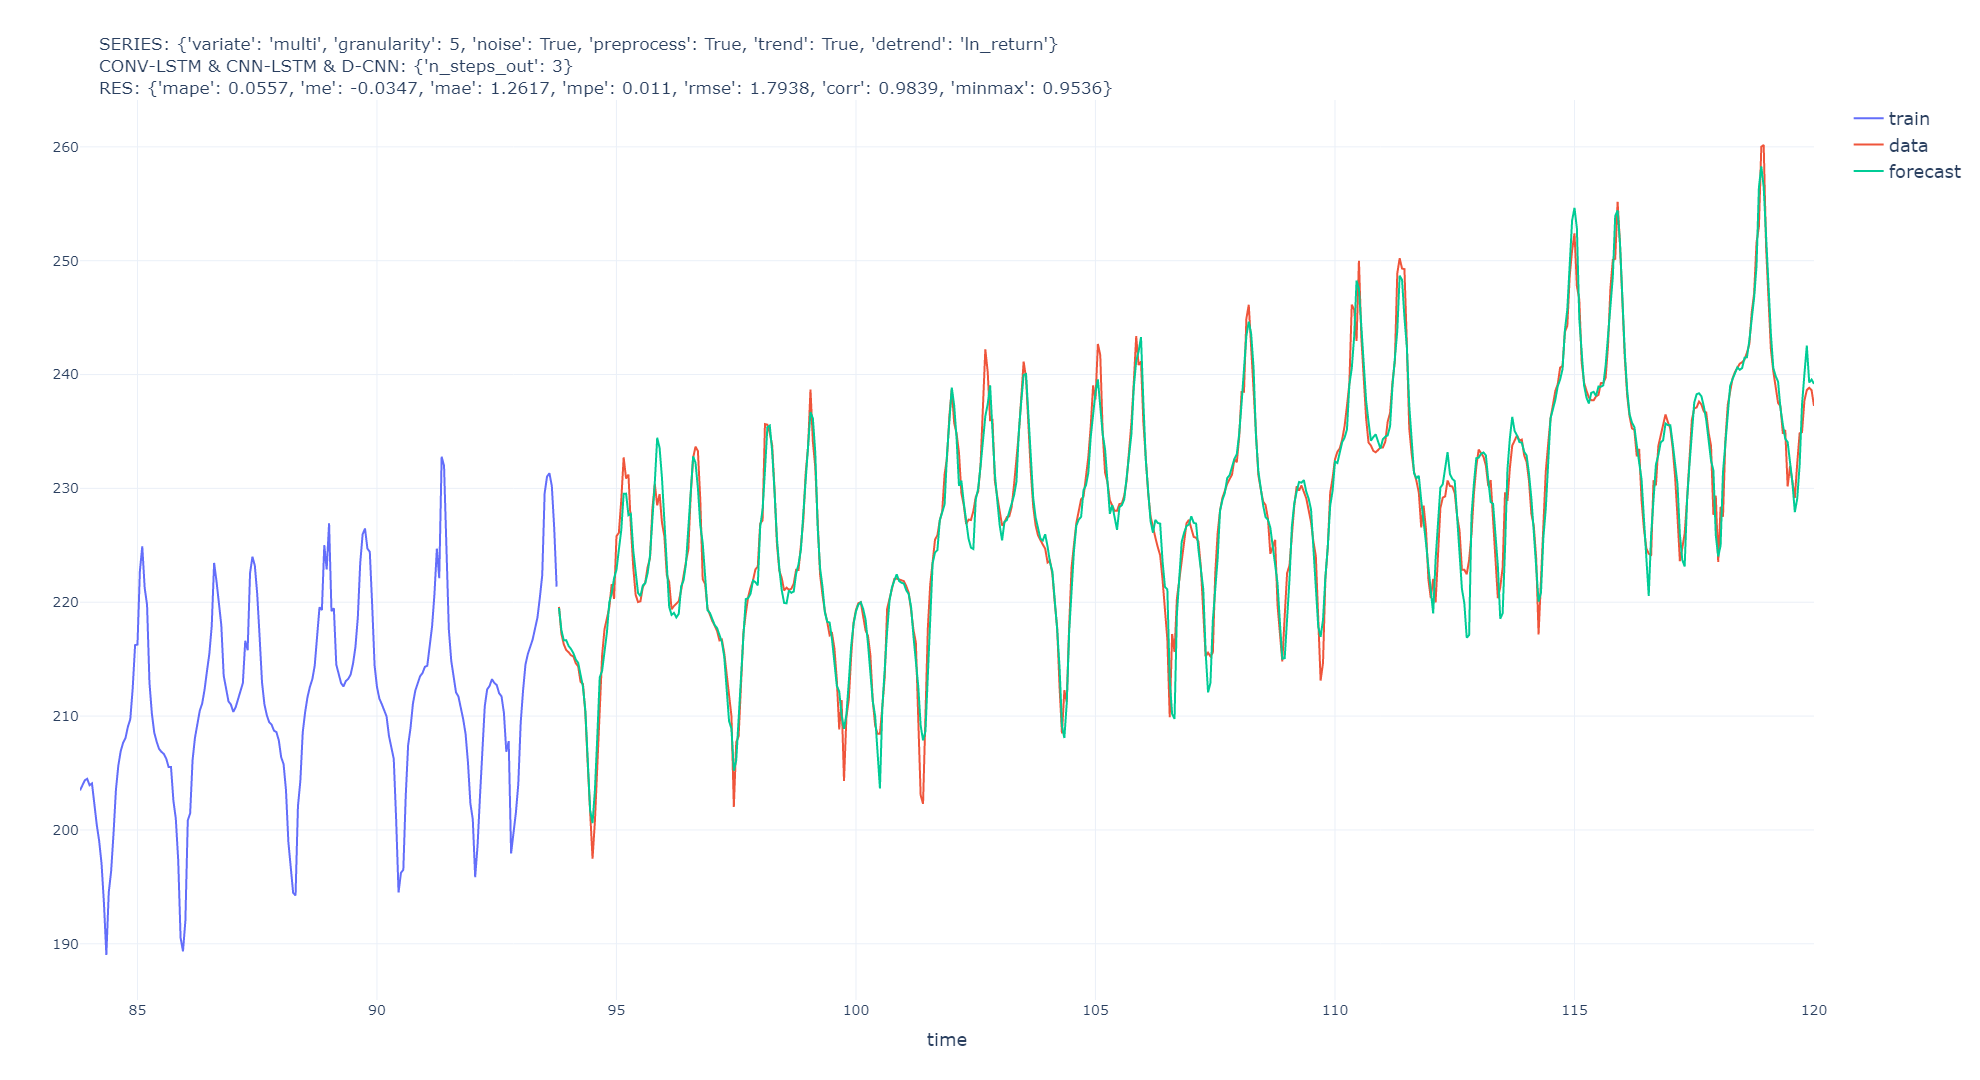 SERIES: {'variate': 'multi', 'granularity': 5, 'noise': True, 'preprocess': True, 'trend': True, 'detrend': 'ln_return'}
CONV-LSTM & CNN-LSTM & D-CNN: {'n_steps_out': 3}
RES: {'mape': 0.0557, 'me': -0.0347, 'mae': 1.2617, 'mpe': 0.011, 'rmse': 1.7938, 'corr': 0.9839, 'minmax': 0.9536}
train
data
forecast
260
250
240
230
220
210
200
190
85 90 95 100 105 110 115 120
time